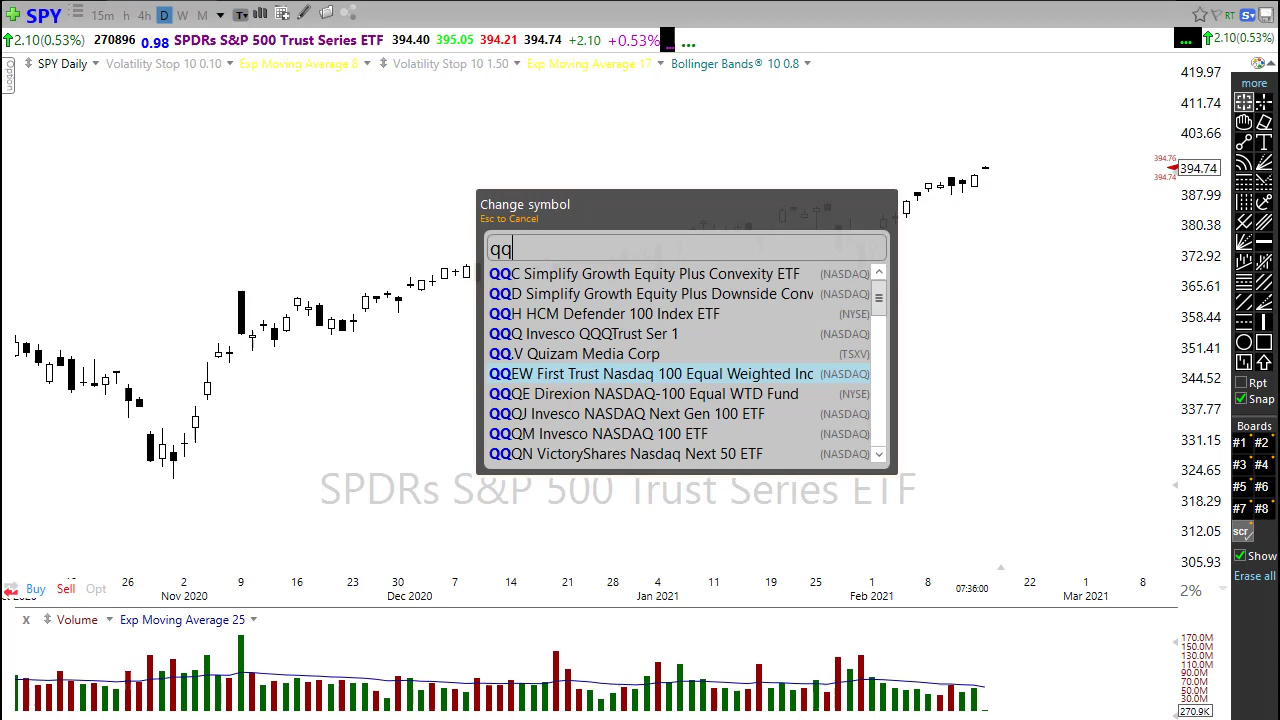 SPY 15m h 4h D W M T RT S
2.10(0.53%) 270896 0.98 SPDRs S&P 500 Trust Series ETF 394.40 395.05 394.21 394.74 +2.10 +0.53% ... ... 2.10(0.53%)
Option SPY Daily Volatility Stop 10 0.10 Exp Moving Average 8 Volatility Stop 10 1.50 Exp Moving Average 17 Bollinger Bands® 10 0.8
419.97
411.74
403.66
394.76
394.74
394.74
387.99
380.38
372.92
365.61
358.44
351.41
344.52
337.77
331.15
324.65
318.29
312.05
305.93
Change symbol
Esc to Cancel
qq
QQC Simplify Growth Equity Plus Convexity ETF (NASDAQ)
QQD Simplify Growth Equity Plus Downside Conv (NASDAQ)
QQH HCM Defender 100 Index ETF (NYSE)
QQQ Invesco QQQTrust Ser 1 (NASDAQ)
QQ.V Quizam Media Corp (TSXV)
QQEW First Trust Nasdaq 100 Equal Weighted Inc (NASDAQ)
QQQE Direxion NASDAQ-100 Equal WTD Fund (NYSE)
QQQJ Invesco NASDAQ Next Gen 100 ETF (NASDAQ)
QQQM Invesco NASDAQ 100 ETF (NASDAQ)
QQQN VictoryShares Nasdaq Next 50 ETF (NASDAQ)
SPDRs S&P 500 Trust Series ETF
more
T
Rpt
Snap
Boards
#1 #2
#3 #4
#5 #6
#7 #8
scr
Show
Erase all
26 2 9 16 23 30 7 14 21 28 4 11 19 25 1 8 22 1 8
Buy Sell Opt
2020 Nov 2020 Dec 2020 Jan 2021 Feb 2021 07:36:00 Mar 2021
2%
x Volume Exp Moving Average 25
170.0M
150.0M
130.0M
110.0M
90.0M
70.0M
50.0M
30.0M
270.9K